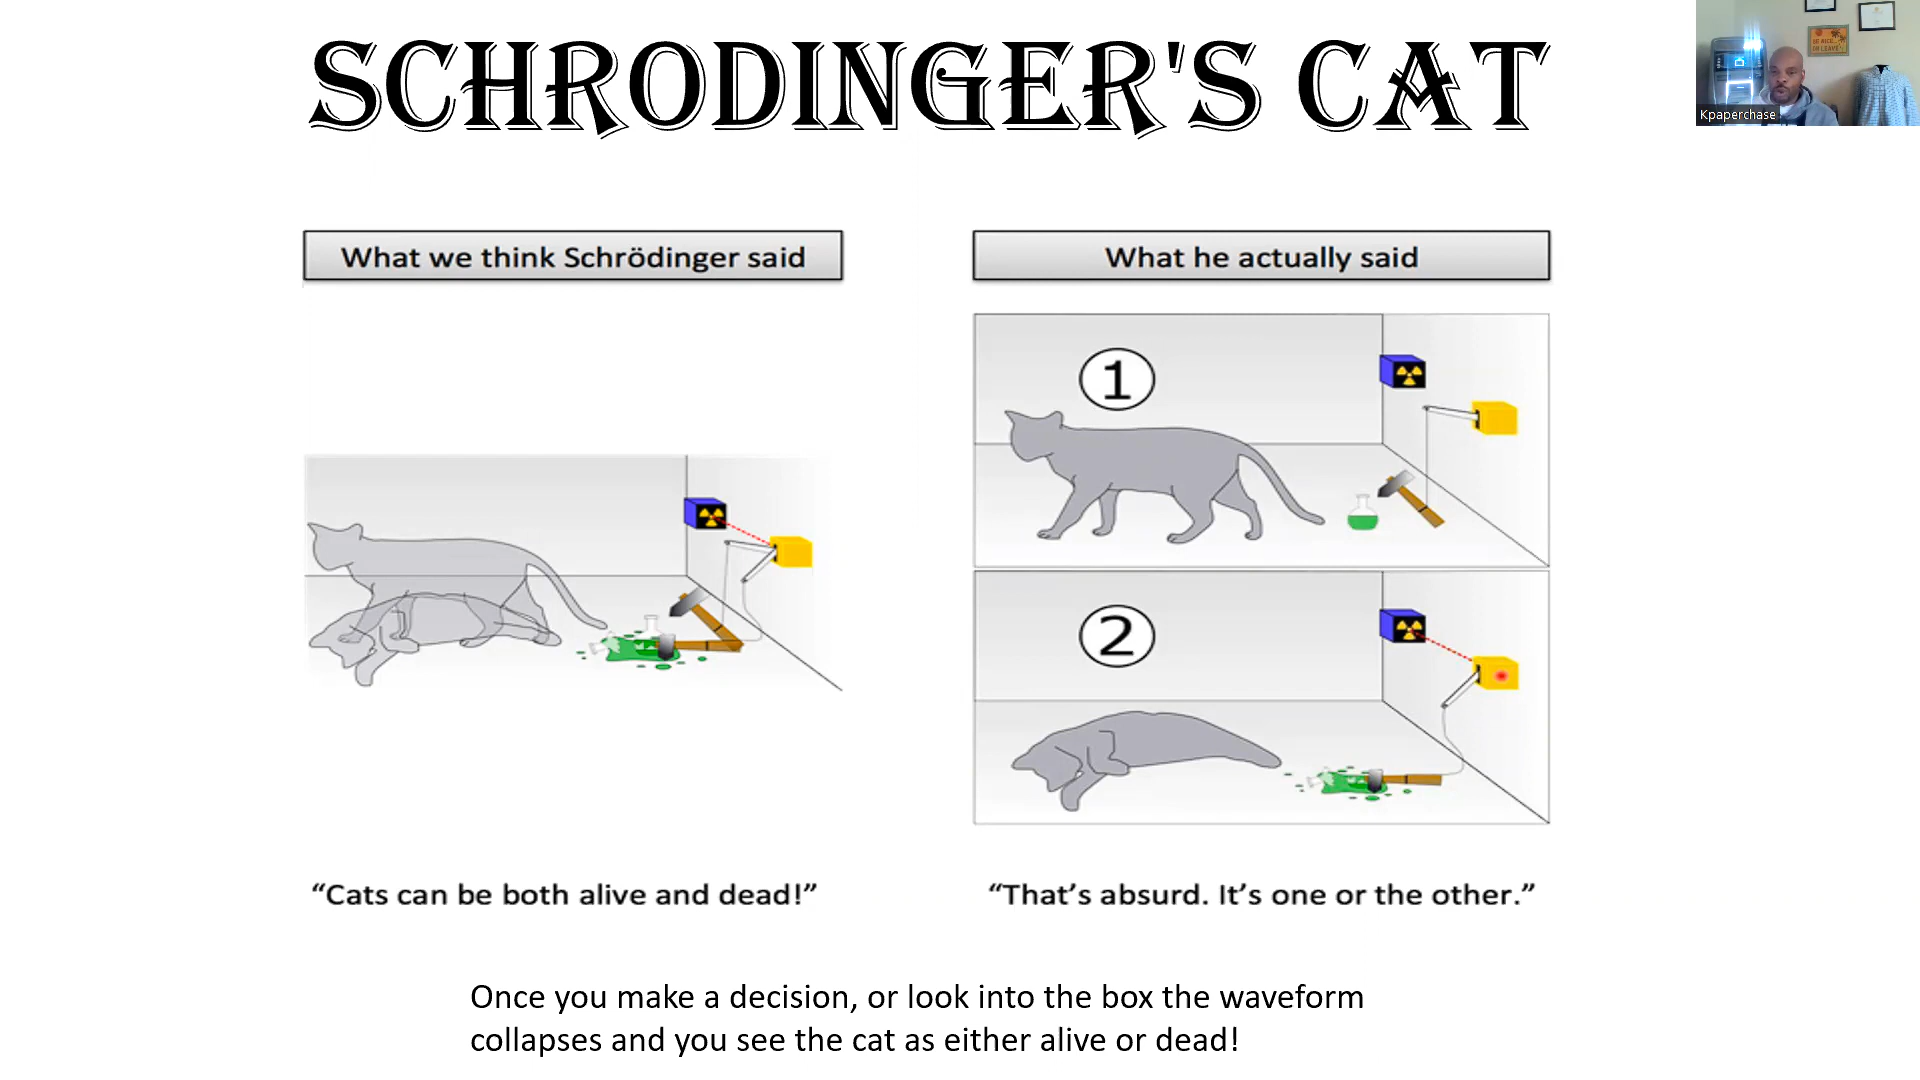 SCHRODINGER'S CAT
Kpaperchase
What we think Schrödinger said
What he actually said
1
2
“Cats can be both alive and dead!”
“That’s absurd. It’s one or the other.”
Once you make a decision, or look into the box the waveform
collapses and you see the cat as either alive or dead!